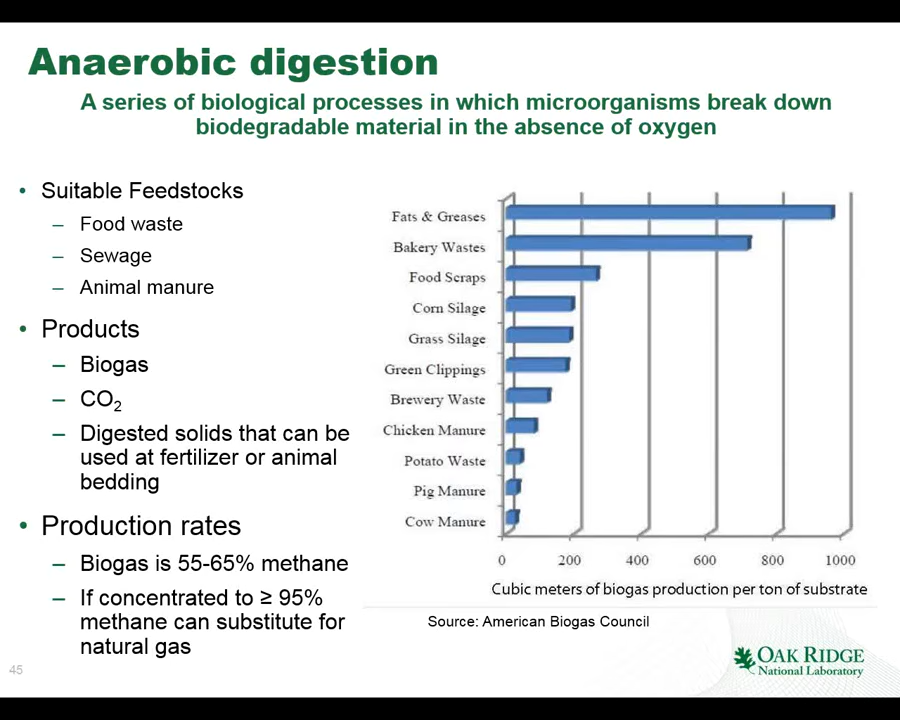 Anaerobic digestion
A series of biological processes in which microorganisms break down
biodegradable material in the absence of oxygen
• Suitable Feedstocks
– Food waste
– Sewage
– Animal manure
• Products
– Biogas
– CO₂
– Digested solids that can be
used at fertilizer or animal
bedding
• Production rates
– Biogas is 55-65% methane
– If concentrated to ≥ 95%
methane can substitute for
natural gas
Fats & Greases
Bakery Wastes
Food Scraps
Corn Silage
Grass Silage
Green Clippings
Brewery Waste
Chicken Manure
Potato Waste
Pig Manure
Cow Manure
0 200 400 600 800 1000
Cubic meters of biogas production per ton of substrate
Source: American Biogas Council
45
OAK RIDGE
National Laboratory